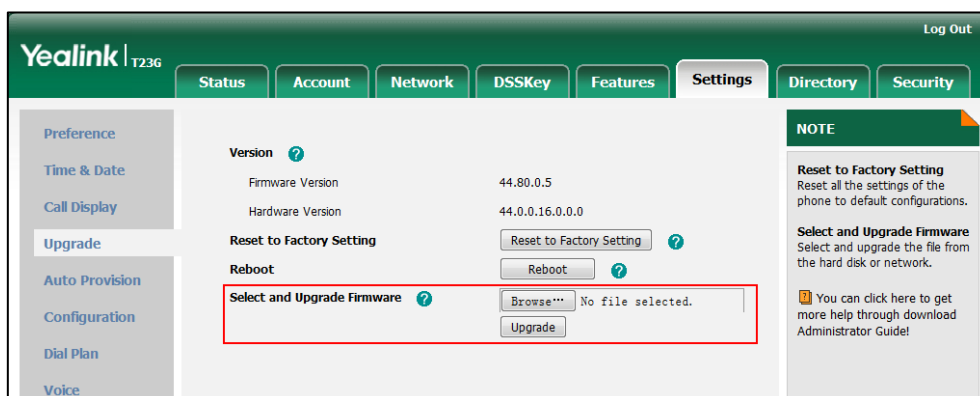 Log Out
Yealink | T23G
Status Account Network DSSKey Features Settings Directory Security
Preference
Time & Date
Call Display
Upgrade
Auto Provision
Configuration
Dial Plan
Voice
Version ?
Firmware Version 44.80.0.5
Hardware Version 44.0.0.16.0.0.0
Reset to Factory Setting Reset to Factory Setting ?
Reboot Reboot ?
Select and Upgrade Firmware ? Browse... No file selected.
Upgrade
NOTE
Reset to Factory Setting
Reset all the settings of the
phone to default configurations.
Select and Upgrade Firmware
Select and upgrade the file from
the hard disk or network.
? You can click here to get
more help through download
Administrator Guide!